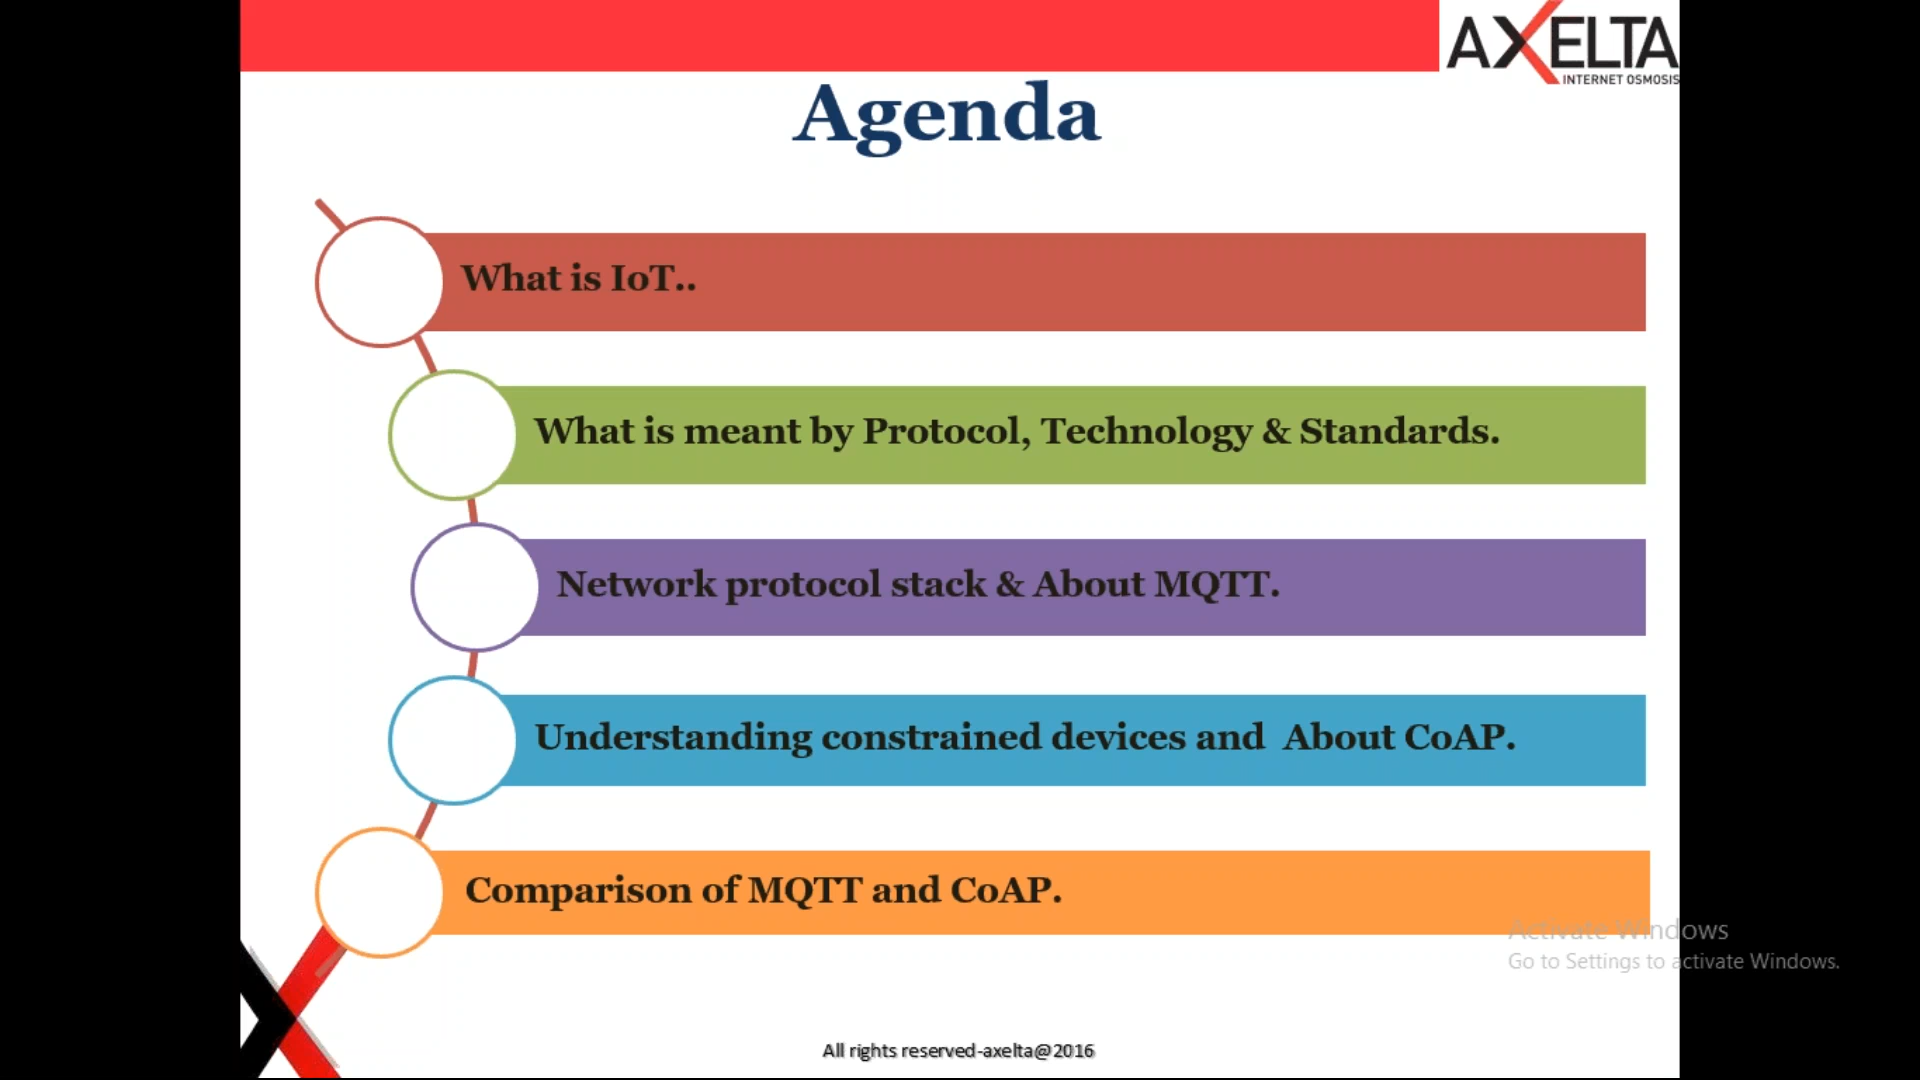 AXELTA
INTERNET OSMOSIS
Agenda
What is IoT..
What is meant by Protocol, Technology & Standards.
Network protocol stack & About MQTT.
Understanding constrained devices and  About CoAP.
Comparison of MQTT and CoAP.
Activate Windows
Go to Settings to activate Windows.
All rights reserved-axelta@2016